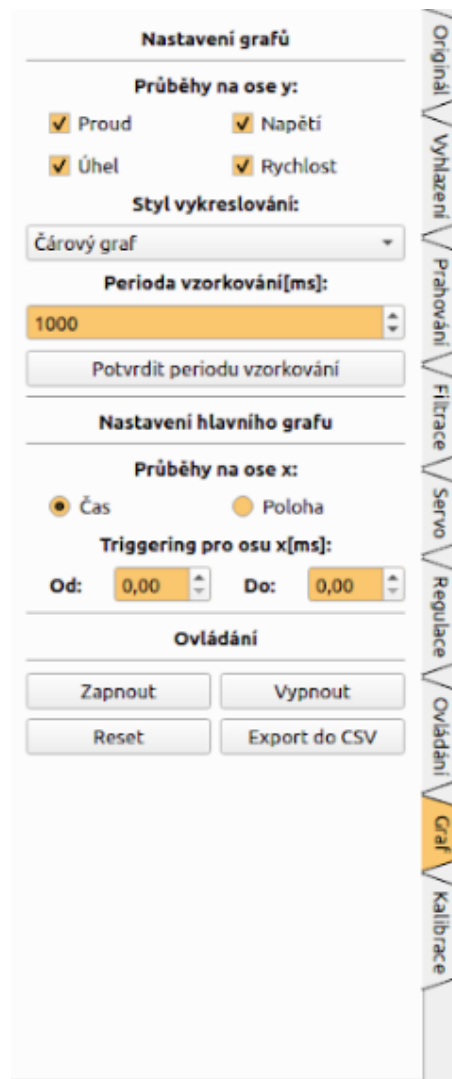 Nastavení grafů
Průběhy na ose y:
Proud
Napětí
Úhel
Rychlost
Styl vykreslování:
Čárový graf
Perioda vzorkování[ms]:
1000
Potvrdit periodu vzorkování
Nastavení hlavního grafu
Průběhy na ose x:
Čas
Poloha
Triggering pro osu x[ms]:
Od: 0,00 Do: 0,00
Ovládání
Zapnout
Vypnout
Reset
Export do CSV
Originál
Vyhlazení
Prahování
Filtrace
Servo
Regulace
Ovládání
Graf
Kalibrace